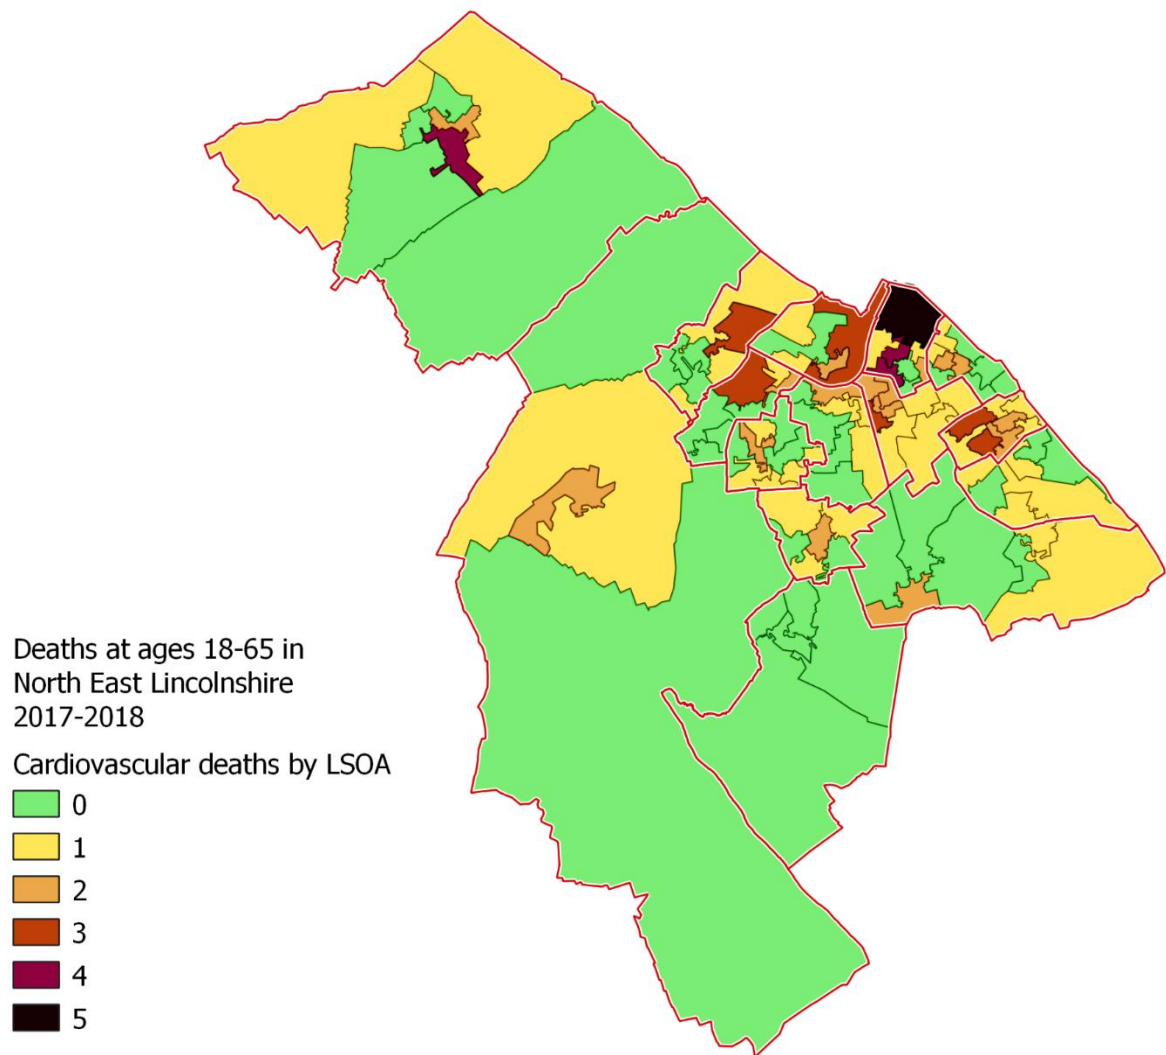 Deaths at ages 18-65 in
North East Lincolnshire
2017-2018
Cardiovascular deaths by LSOA
0
1
2
3
4
5